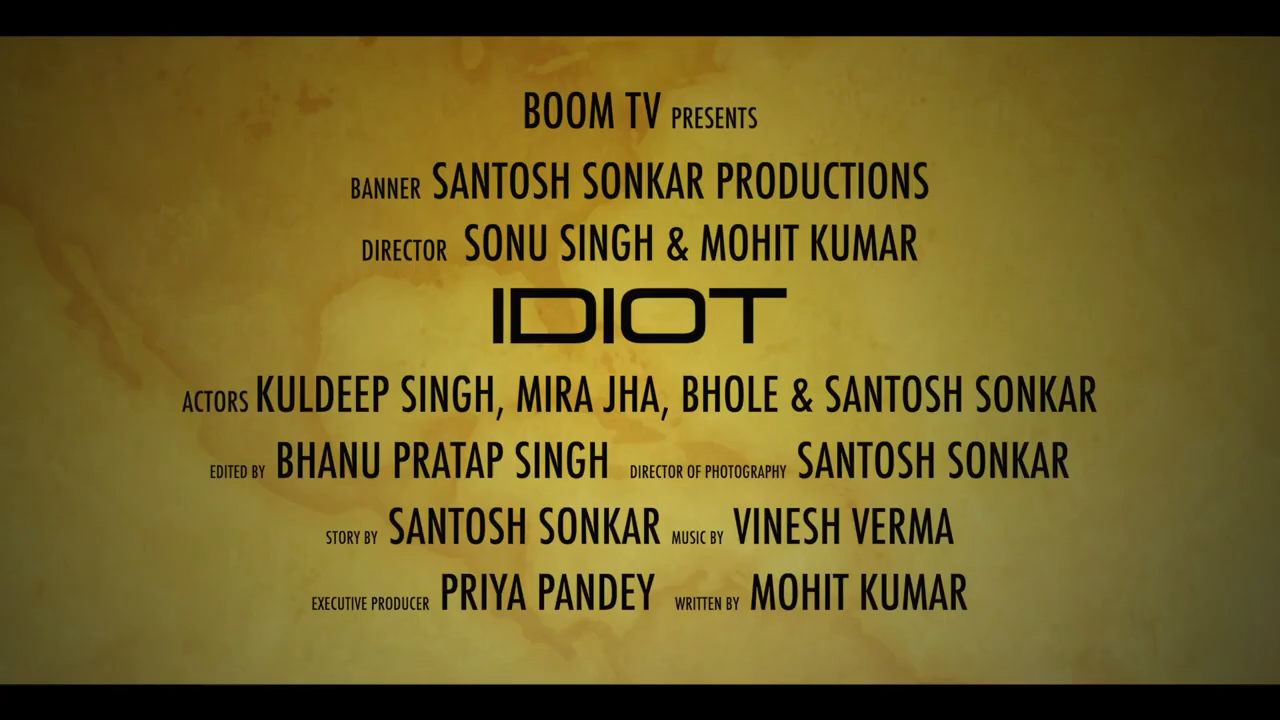 BOOM TV PRESENTS
BANNER SANTOSH SONKAR PRODUCTIONS
DIRECTOR SONU SINGH & MOHIT KUMAR
IDIOT
ACTORS KULDEEP SINGH, MIRA JHA, BHOLE & SANTOSH SONKAR
EDITED BY BHANU PRATAP SINGH DIRECTOR OF PHOTOGRAPHY SANTOSH SONKAR
STORY BY SANTOSH SONKAR MUSIC BY VINESH VERMA
EXECUTIVE PRODUCER PRIYA PANDEY WRITTEN BY MOHIT KUMAR